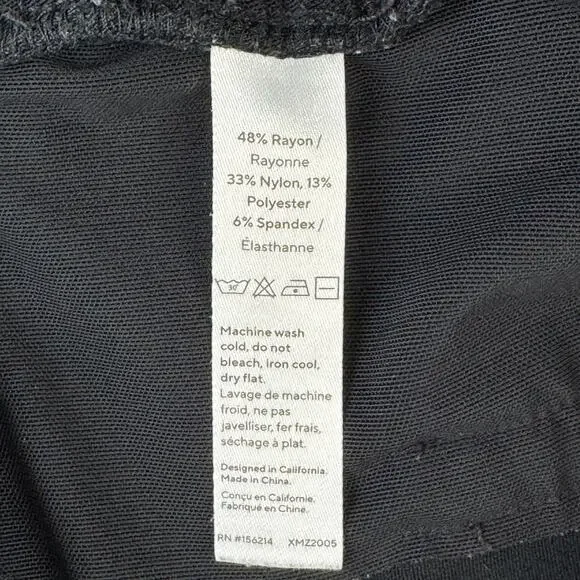 48% Rayon /
Rayonne
33% Nylon, 13%
Polyester
6% Spandex /
Élasthanne
30°
Machine wash
cold, do not
bleach, iron cool,
dry flat.
Lavage de machine
froid, ne pas
javelliser, fer frais,
séchage à plat.
Designed in California.
Made in China.
Conçu en Californie.
Fabriqué en Chine.
RN #156214 XMZ2005